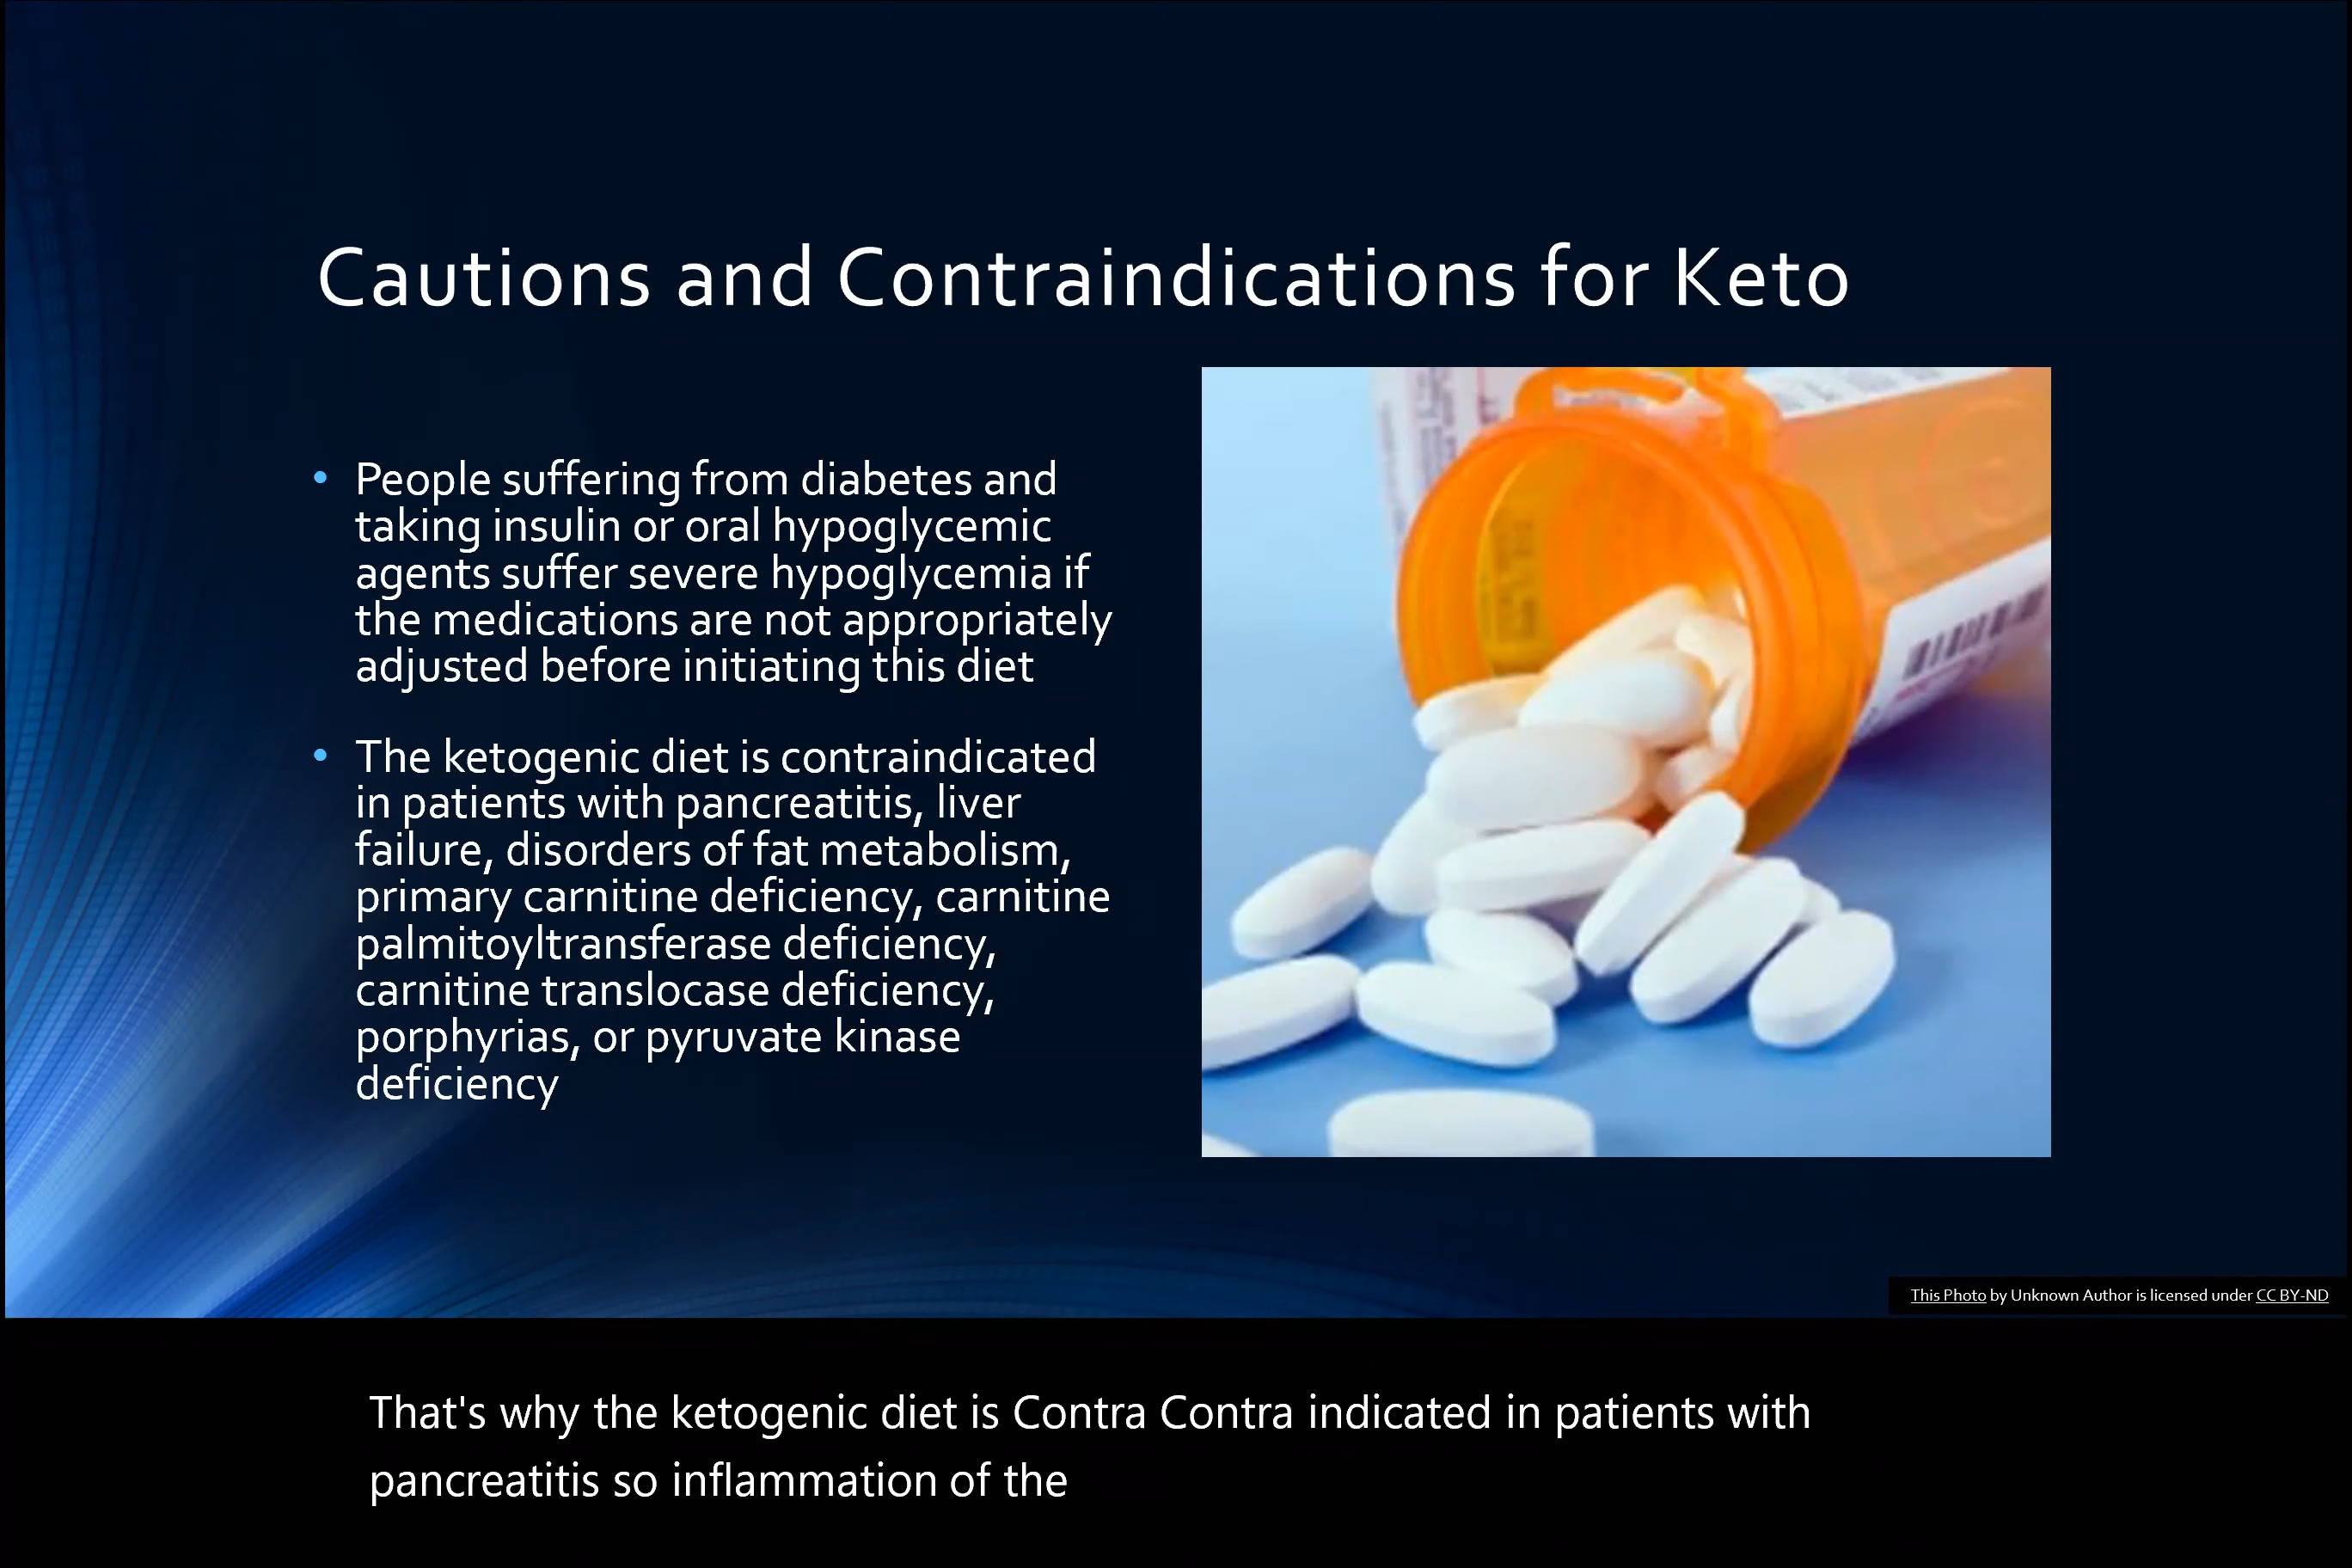 Cautions and Contraindications for Keto
• People suffering from diabetes and
taking insulin or oral hypoglycemic
agents suffer severe hypoglycemia if
the medications are not appropriately
adjusted before initiating this diet
• The ketogenic diet is contraindicated
in patients with pancreatitis, liver
failure, disorders of fat metabolism,
primary carnitine deficiency, carnitine
palmitoyltransferase deficiency,
carnitine translocase deficiency,
porphyrias, or pyruvate kinase
deficiency
This Photo by Unknown Author is licensed under CC BY-ND
That's why the ketogenic diet is Contra Contra indicated in patients with
pancreatitis so inflammation of the